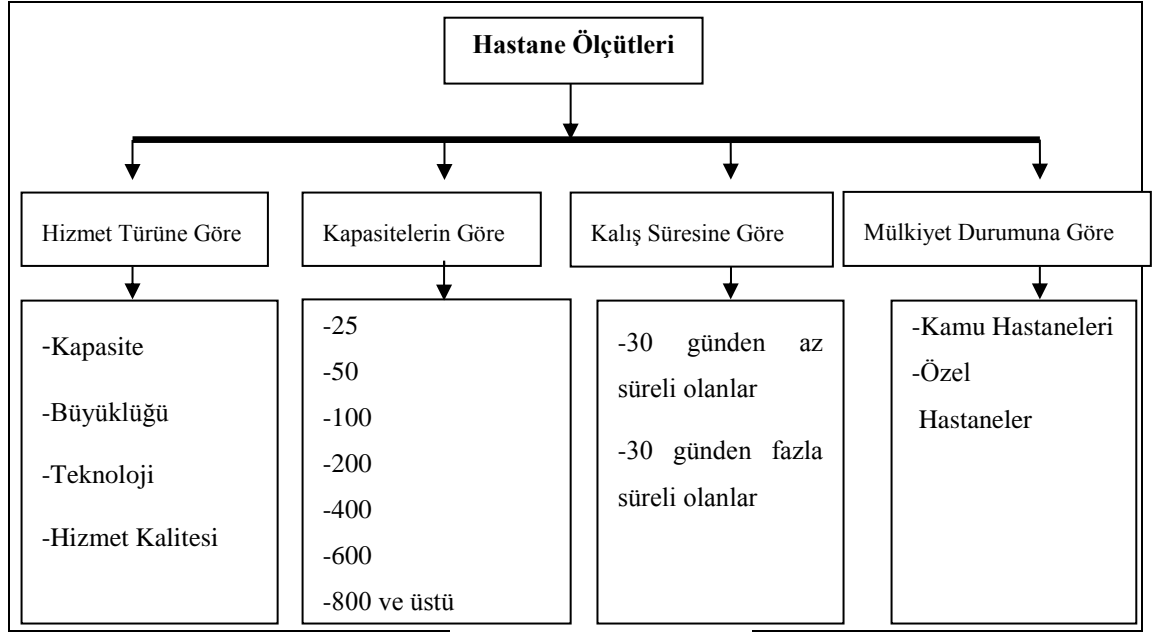 Hastane Ölçütleri
Hizmet Türüne Göre
Kapasitelerin Göre
Kalış Süresine Göre
Mülkiyet Durumuna Göre
-Kapasite
-Büyüklüğü
-Teknoloji
-Hizmet Kalitesi
-25
-50
-100
-200
-400
-600
-800 ve üstü
-30 günden az
süreli olanlar
-30 günden fazla
süreli olanlar
-Kamu Hastaneleri
-Özel
Hastaneler